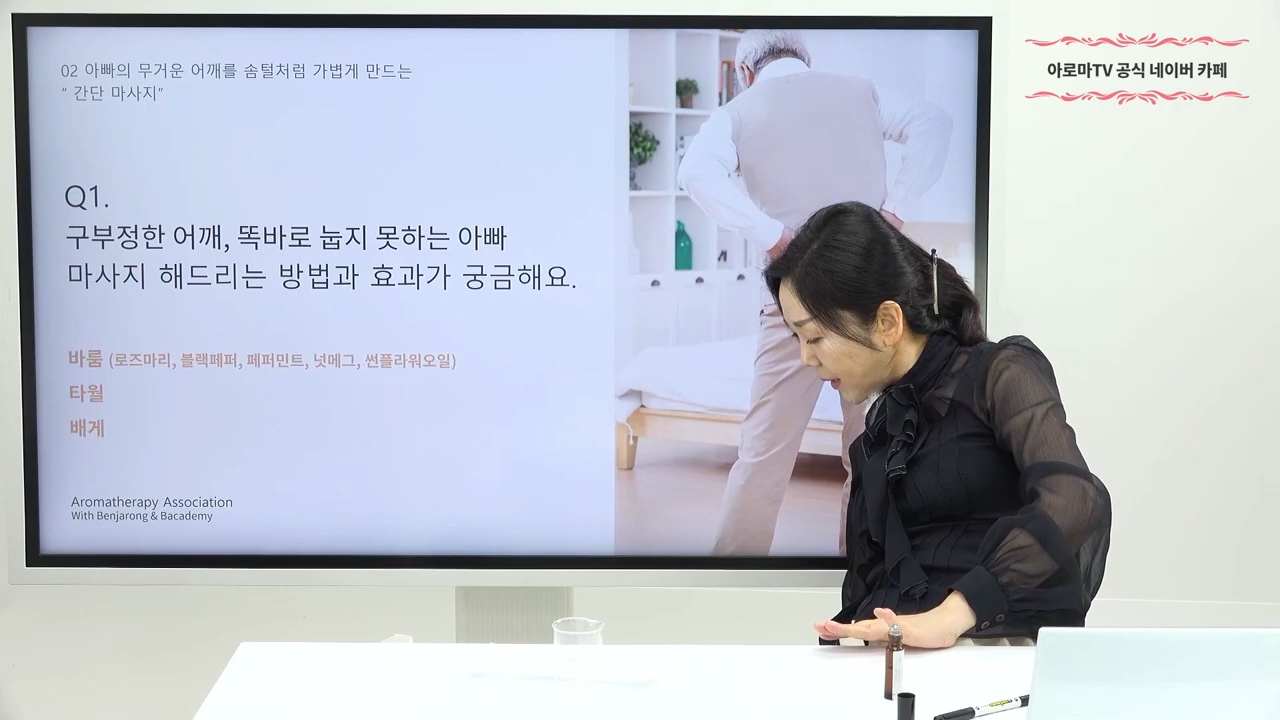 02 아빠의 무거운 어깨를 솜털처럼 가볍게 만드는
" 간단 마사지"
아로마TV 공식 네이버 카페
Q1.
구부정한 어깨, 똑바로 눕지 못하는 아빠
마사지 해드리는 방법과 효과가 궁금해요.
바룸 (로즈마리, 블랙페퍼, 페퍼민트, 넛메그, 썬플라워오일)
타월
배게
Aromatherapy Association
With Benjarong & Bacademy